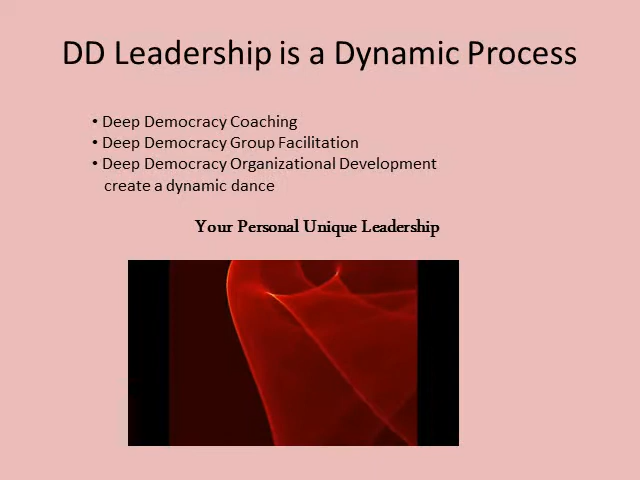 DD Leadership is a Dynamic Process
• Deep Democracy Coaching
• Deep Democracy Group Facilitation
• Deep Democracy Organizational Development
create a dynamic dance
Your Personal Unique Leadership